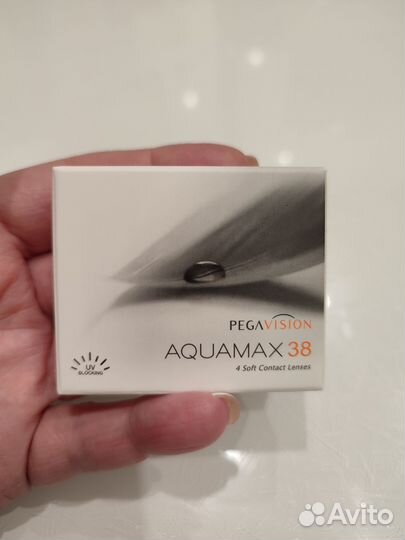 PEGAVISION
AQUAMAX 38
4 Soft Contact Lenses
UV
BLOCKING
Avito